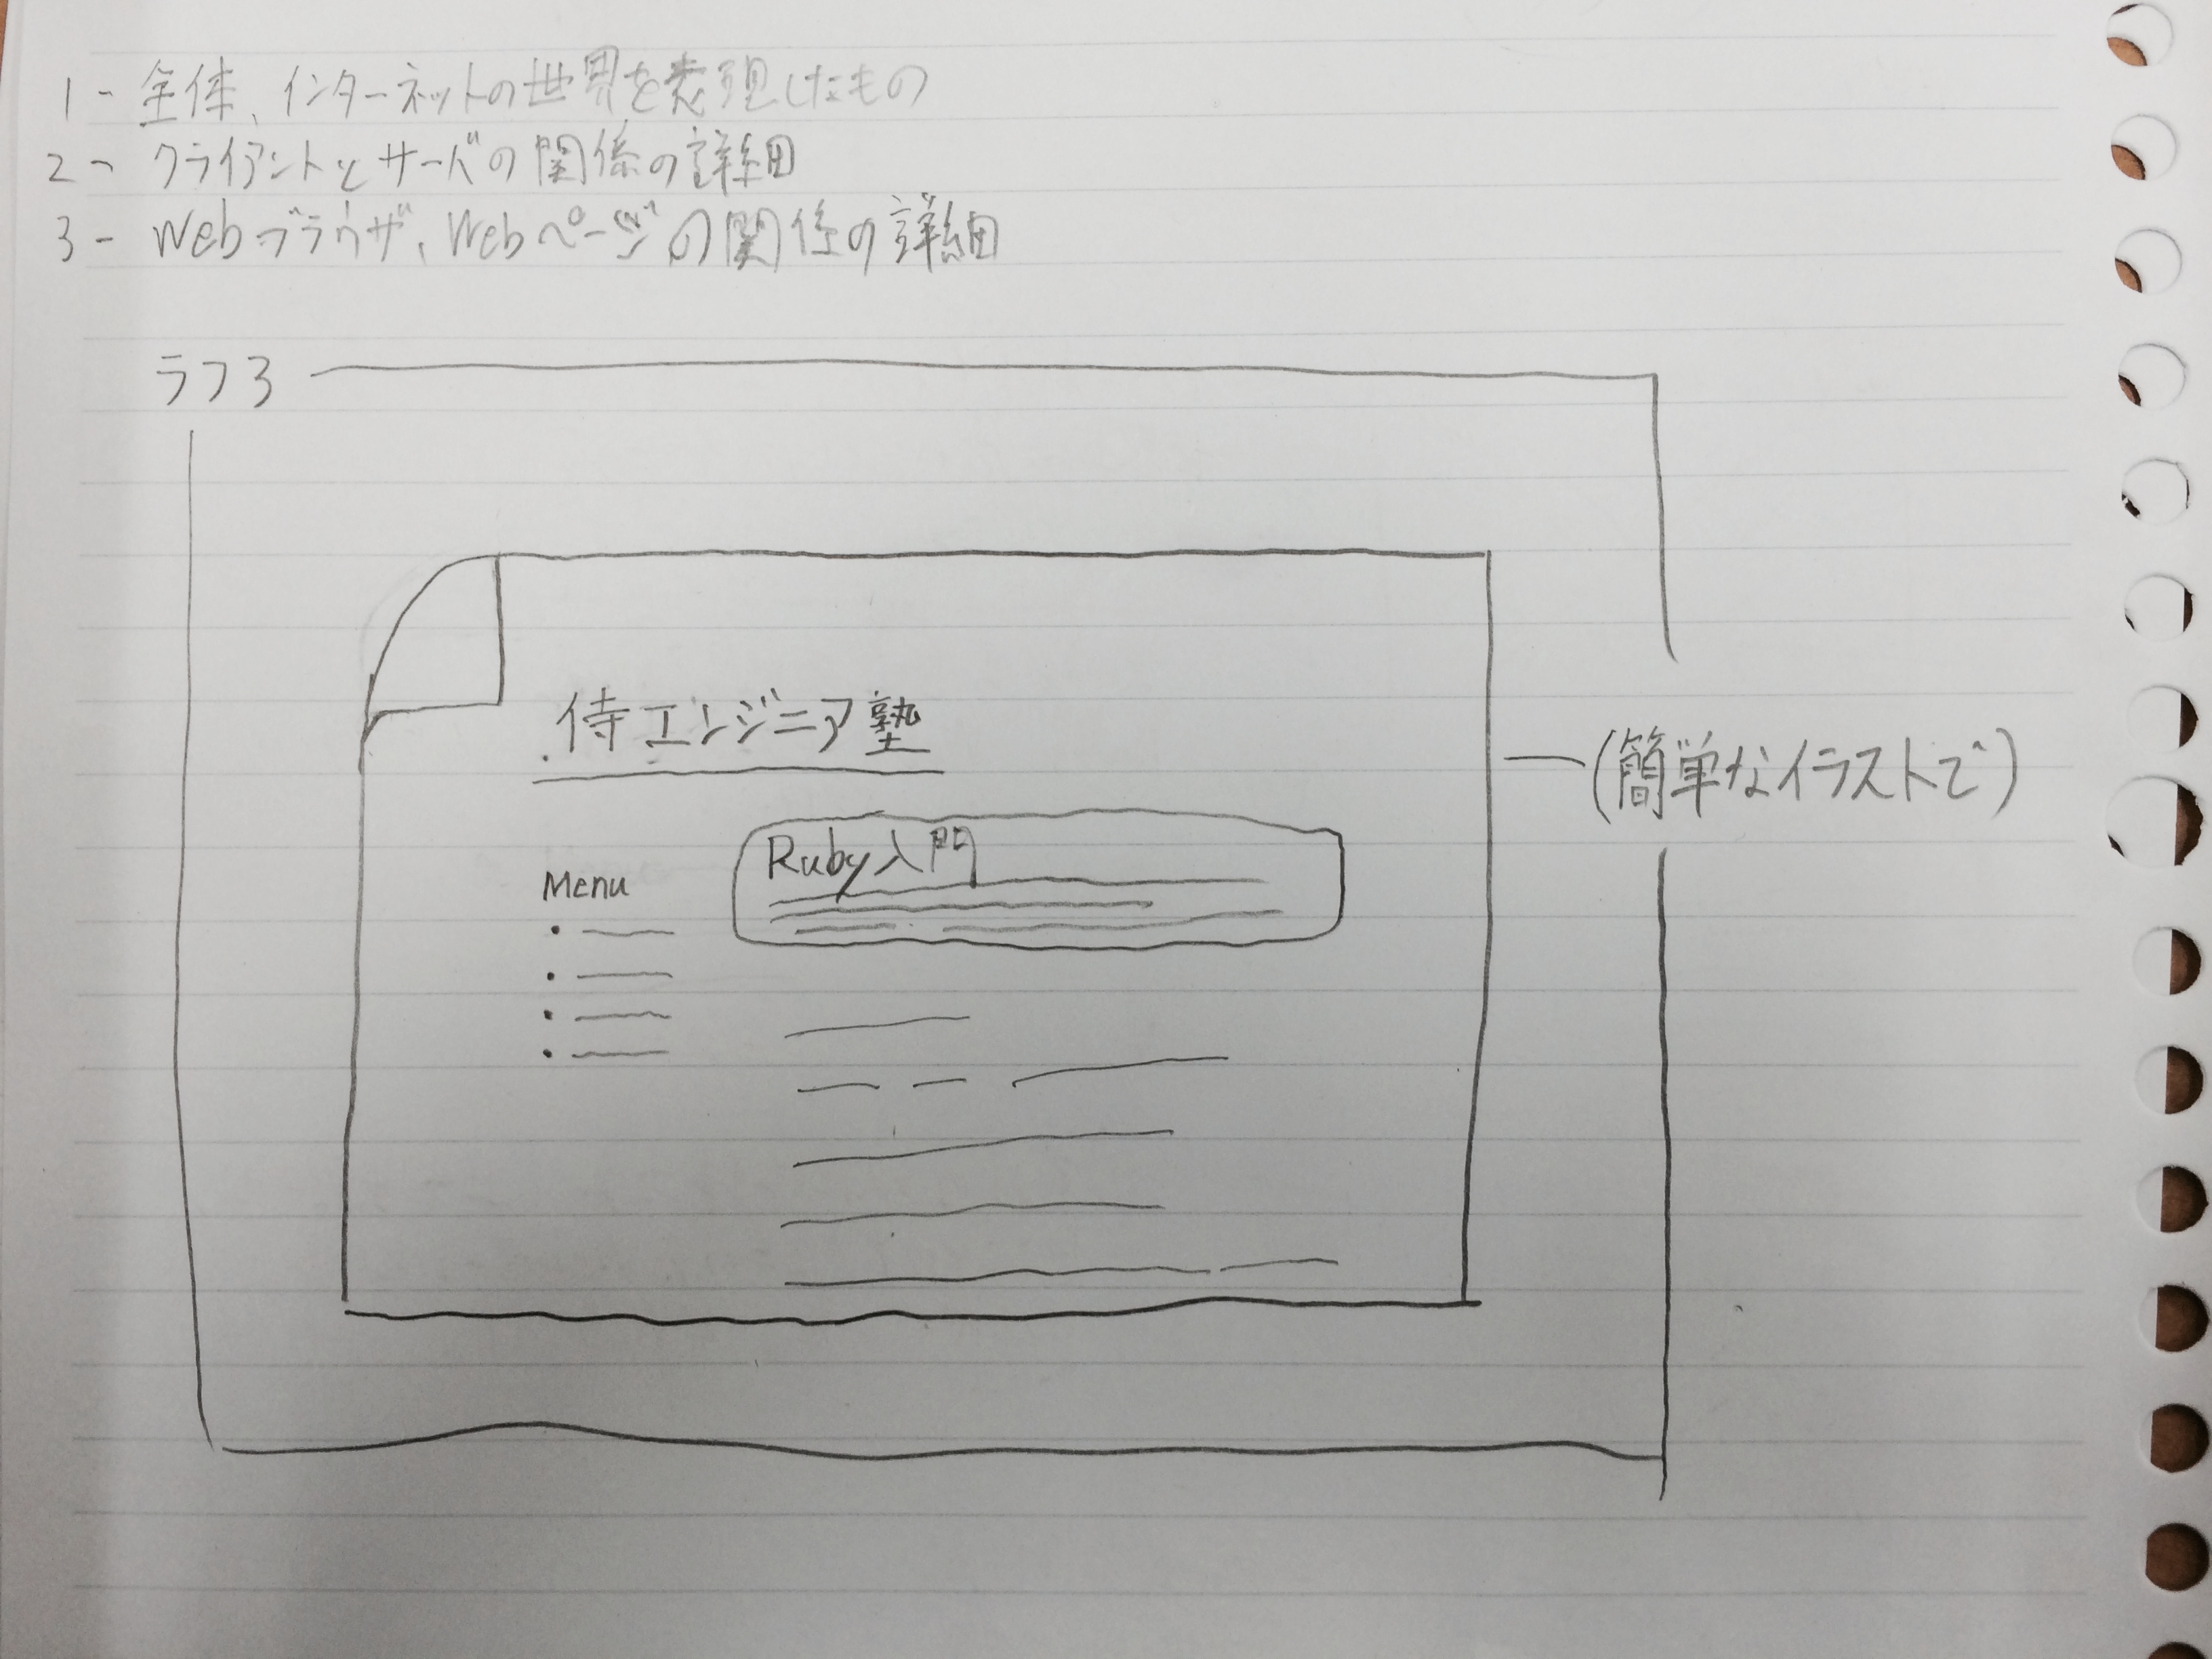 1- 全体、インターネットの世界を表現したもの
2- クライアントとサーバの関係の詳細
3- Webブラウザ、Webページの関係の詳細
ラフ3
侍エンジニア塾
(簡単なイラストで)
Ruby入門
Menu